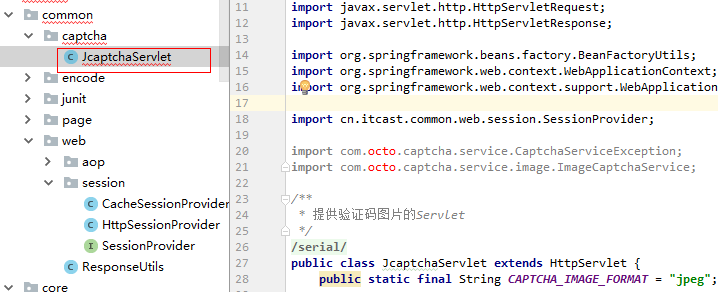 common
captcha
JcaptchaServlet
encode
junit
page
web
aop
session
CacheSessionProvider
HttpSessionProvider
SessionProvider
ResponseUtils
core
11 import javax.servlet.http.HttpServletRequest;
12 import javax.servlet.http.HttpServletResponse;
13
14 import org.springframework.beans.factory.BeanFactoryUtils;
15 import org.springframework.web.context.WebApplicationContext;
16 import org.springframework.web.context.support.WebApplication
17
18 import cn.itcast.common.web.session.SessionProvider;
19
20 import com.octo.captcha.service.CaptchaServiceException;
21 import com.octo.captcha.service.image.ImageCaptchaService;
22
23 /**
24 * 提供验证码图片的Servlet
25 */
26 /serial/
27 public class JcaptchaServlet extends HttpServlet {
28 public static final String CAPTCHA_IMAGE_FORMAT = "jpeg";